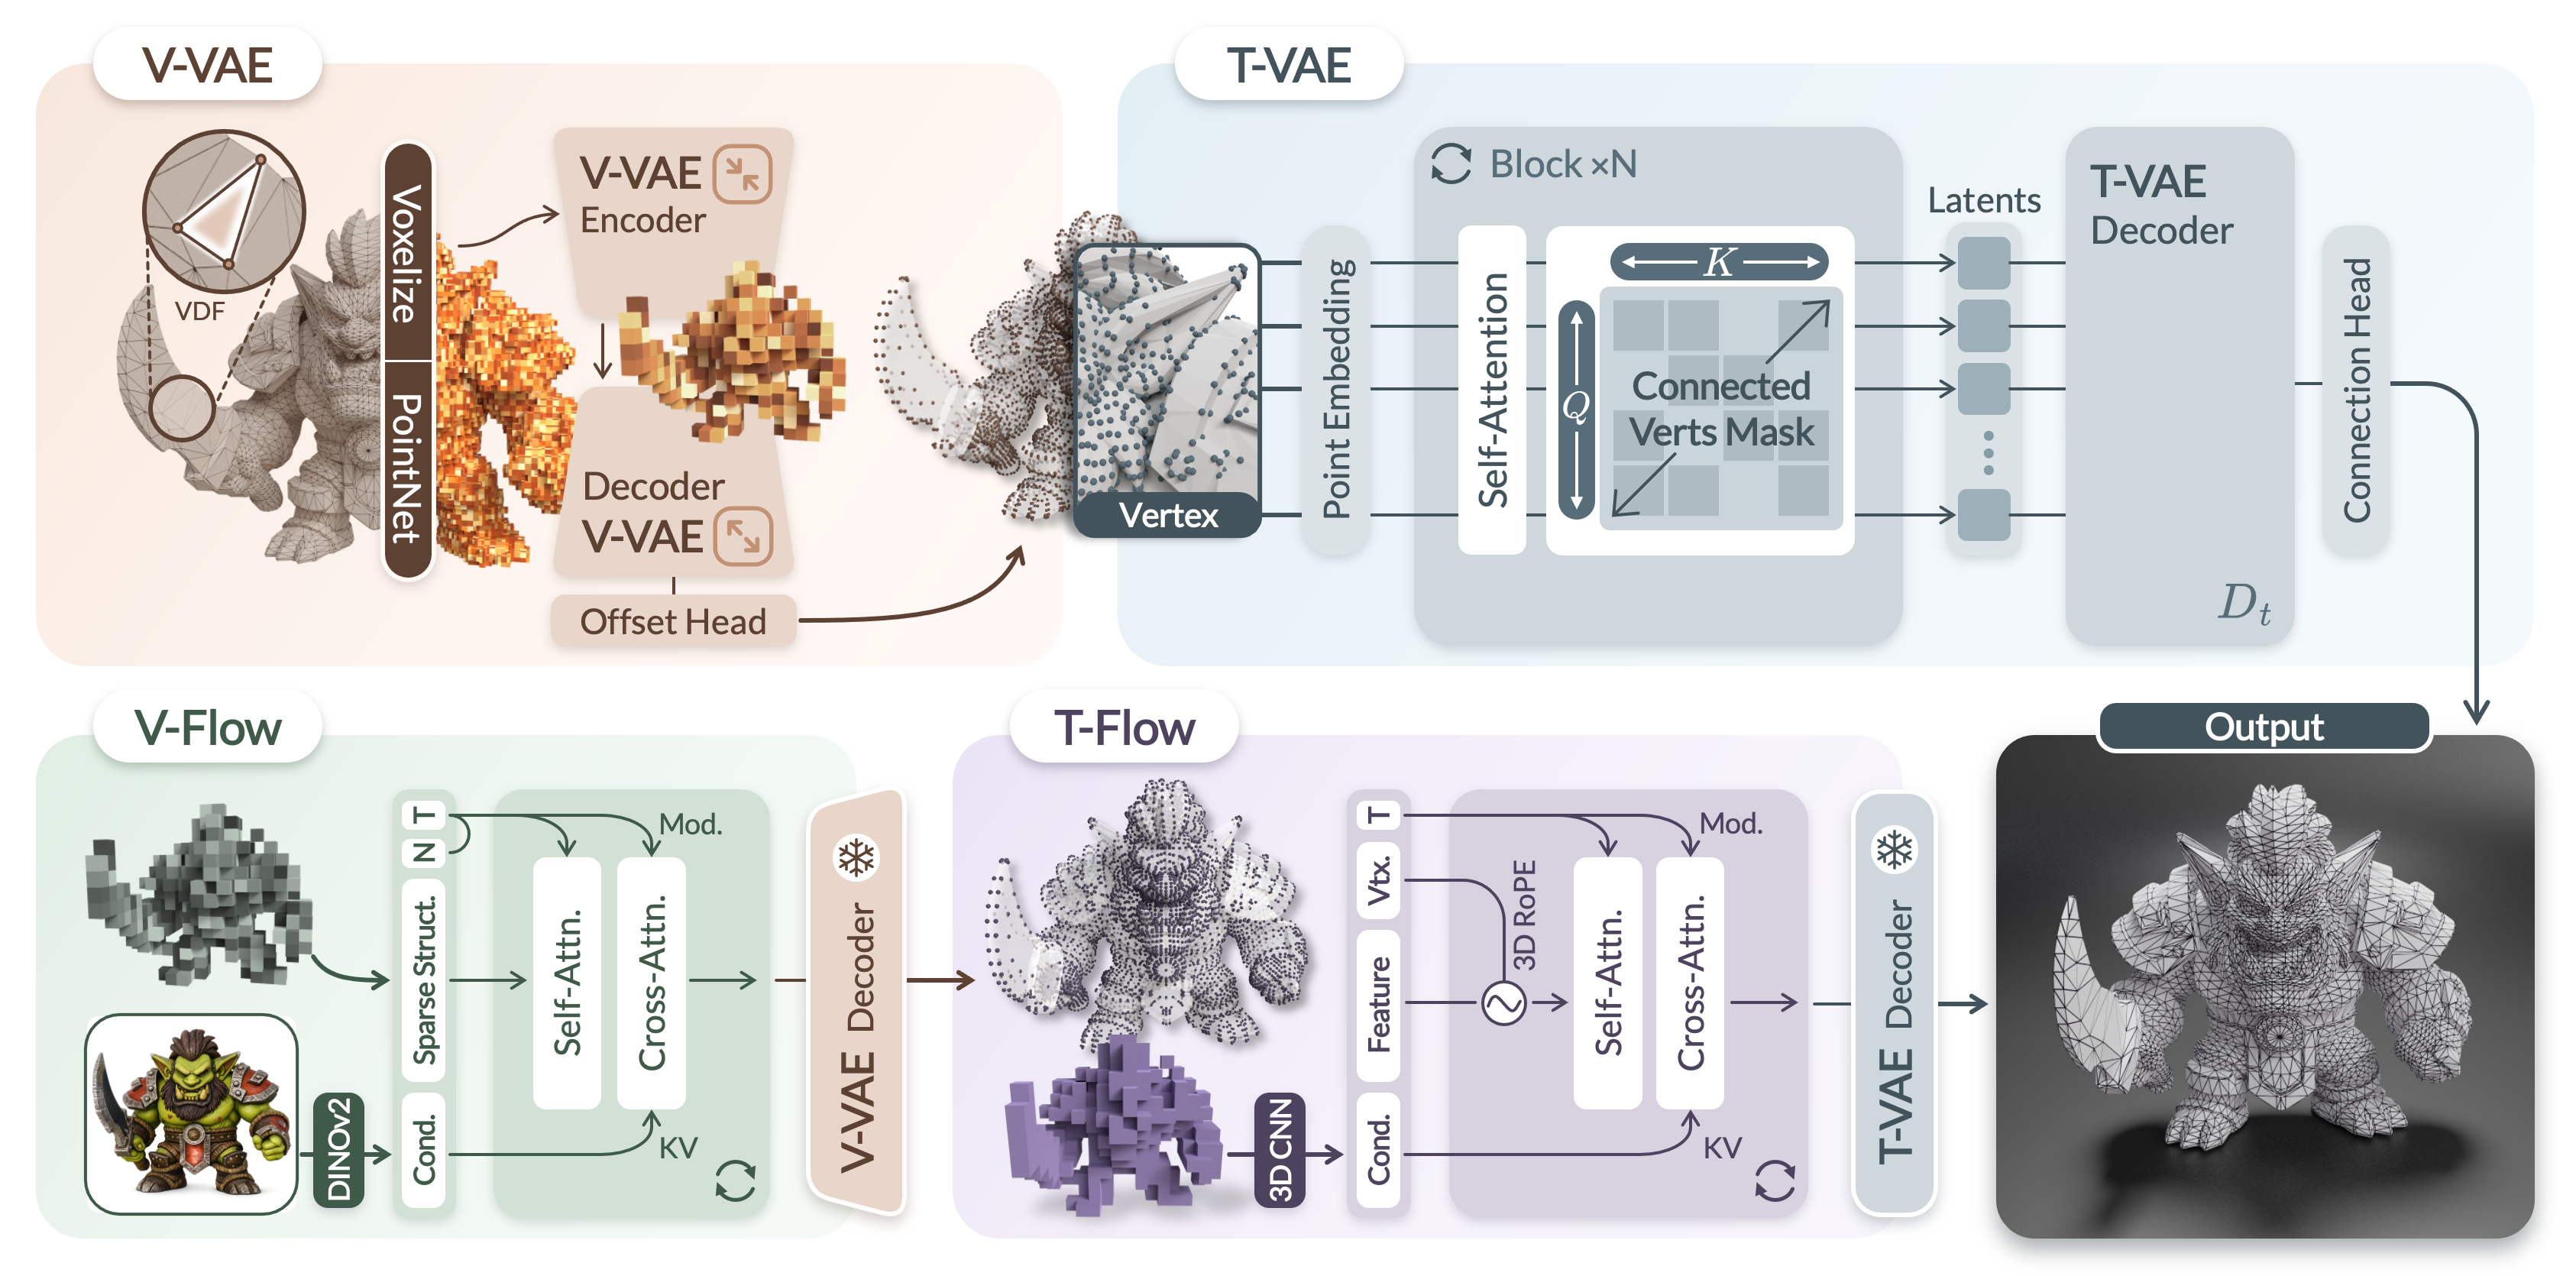 V-VAE
VDF
Voxelize
PointNet
V-VAE
Encoder
Decoder
V-VAE
Offset Head
T-VAE
Vertex
Point Embedding
Block ×N
Self-Attention
K
Q
Connected
Verts Mask
Latents
T-VAE
Decoder
D_t
Connection Head
V-Flow
DINOv2
T
N
Sparse Struct.
Cond.
Mod.
Self-Attn.
Cross-Attn.
KV
V-VAE Decoder
T-Flow
3D CNN
T
Vtx.
Feature
Cond.
3D RoPE
Mod.
Self-Attn.
Cross-Attn.
KV
T-VAE Decoder
Output